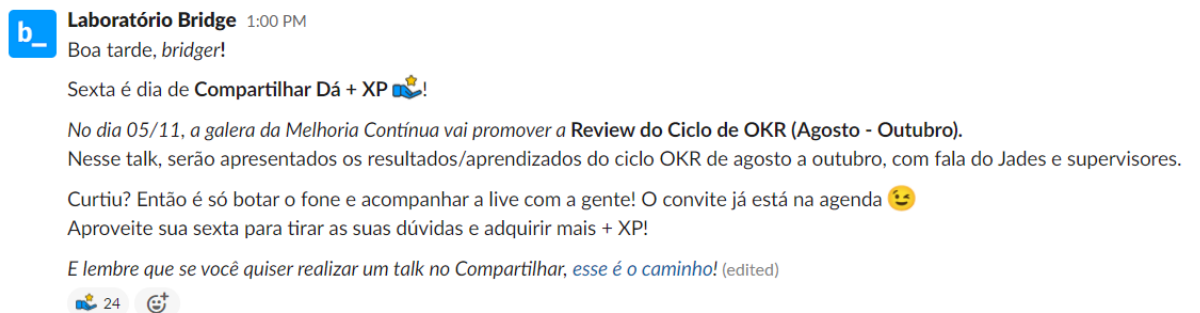 b_
Laboratório Bridge 1:00 PM
Boa tarde, bridger!
Sexta é dia de Compartilhar Dá + XP !
No dia 05/11, a galera da Melhoria Contínua vai promover a Review do Ciclo de OKR (Agosto - Outubro).
Nesse talk, serão apresentados os resultados/aprendizados do ciclo OKR de agosto a outubro, com fala do Jades e supervisores.
Curtiu? Então é só botar o fone e acompanhar a live com a gente! O convite já está na agenda 😉
Aproveite sua sexta para tirar as suas dúvidas e adquirir mais + XP!
E lembre que se você quiser realizar um talk no Compartilhar, esse é o caminho! (edited)
24